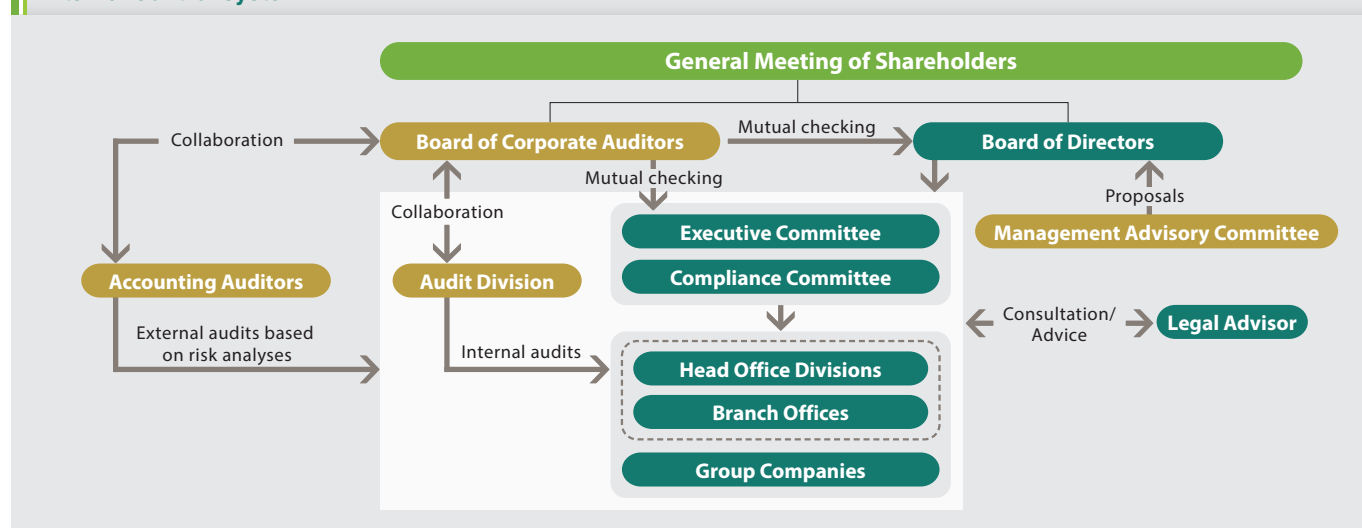 General Meeting of Shareholders
Collaboration
Board of Corporate Auditors
Mutual checking
Board of Directors
Mutual checking
Proposals
Collaboration
Executive Committee
Management Advisory Committee
Accounting Auditors
Audit Division
Compliance Committee
Consultation/
Advice
Legal Advisor
External audits based
on risk analyses
Internal audits
Head Office Divisions
Branch Offices
Group Companies